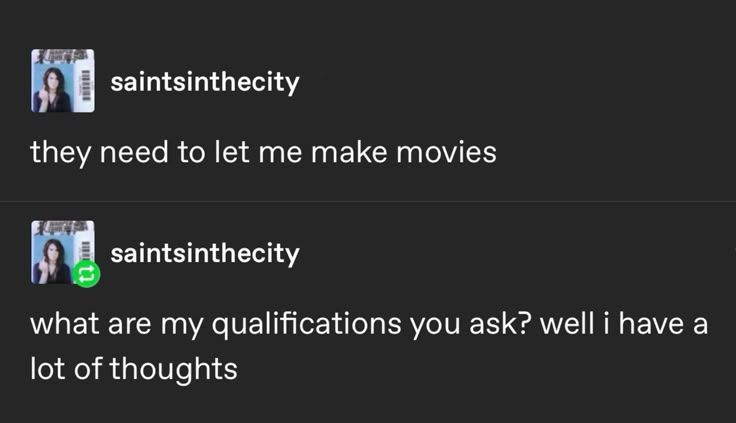 saintsinthecity
they need to let me make movies
saintsinthecity
what are my qualifications you ask? well i have a
lot of thoughts